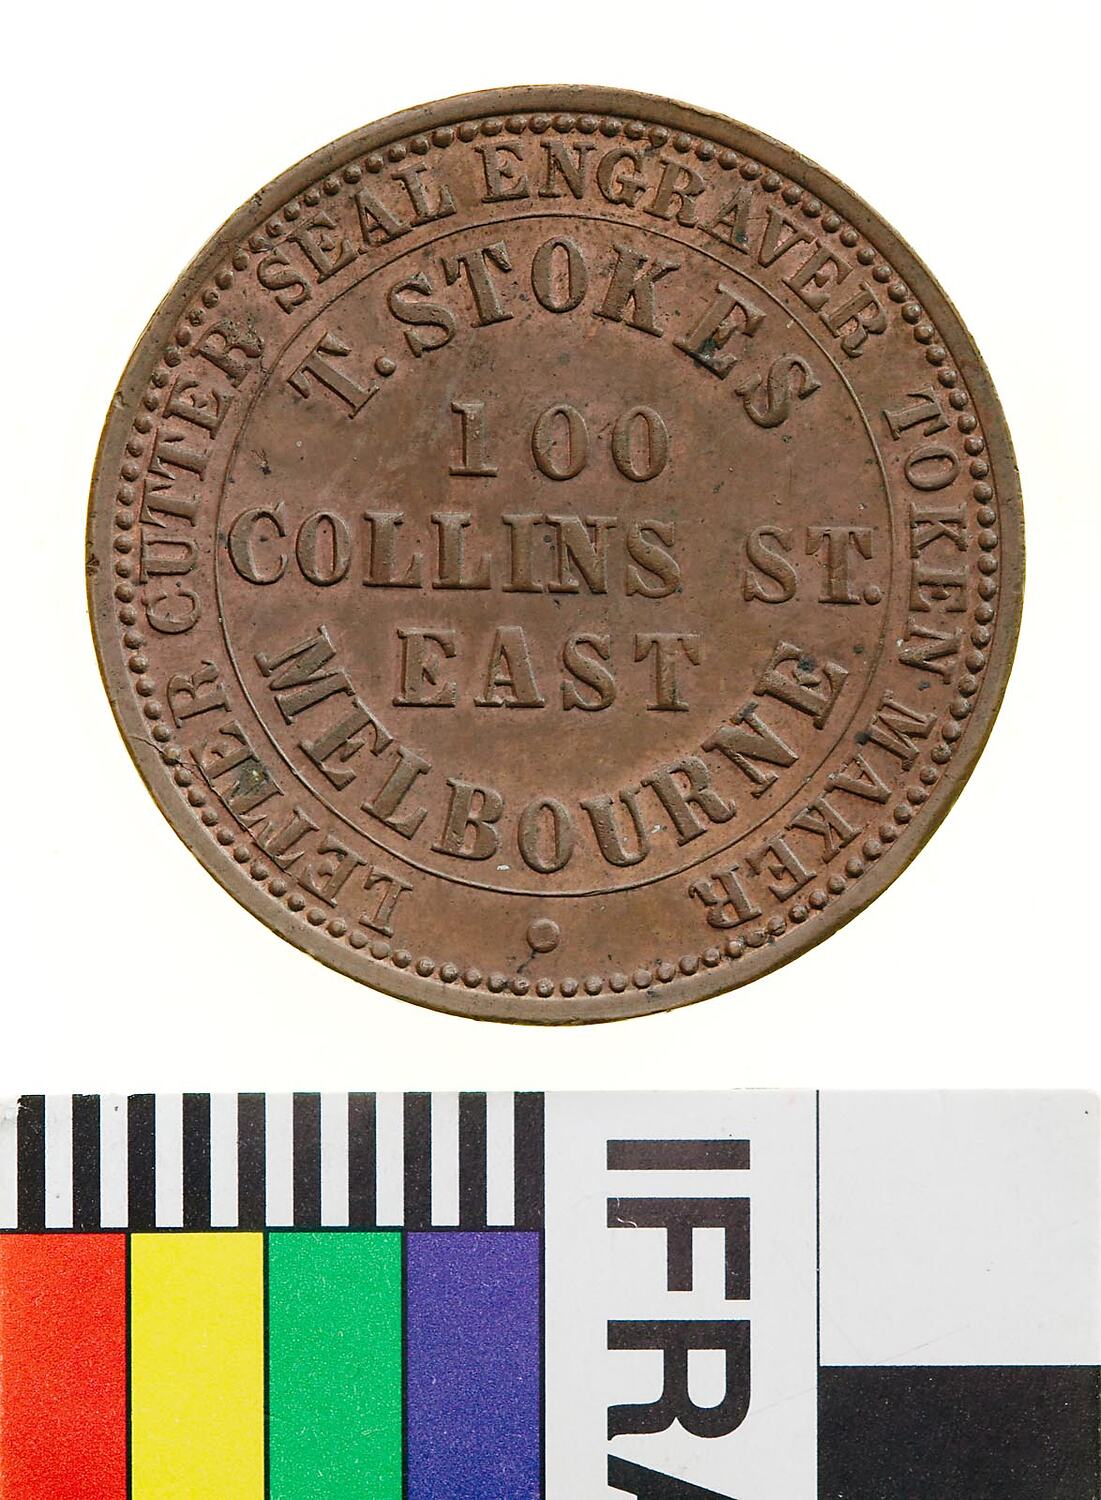 LETTER CUTTER SEAL ENGRAVER TOKEN MAKER
T. STOKES
100
COLLINS ST.
EAST
MELBOURNE
IFRA